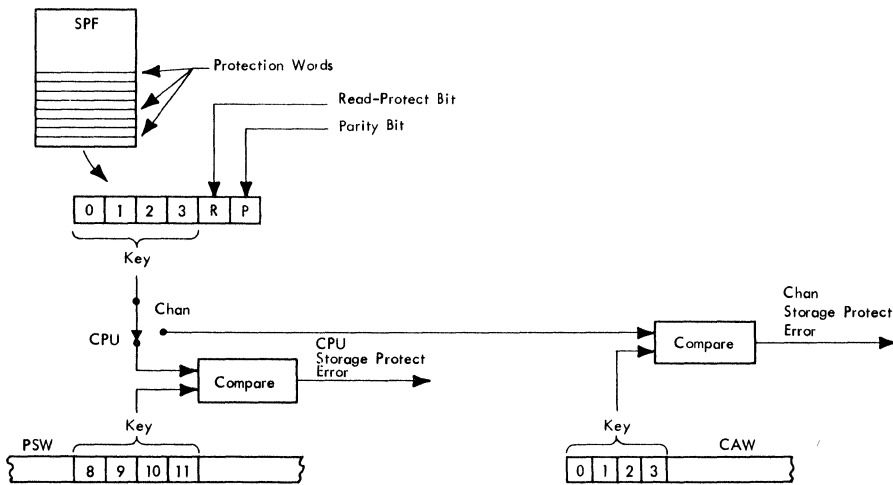 SPF
Protection Words
Read-Protect Bit
Parity Bit
0 1 2 3 R P
Key
Chan
CPU
Compare
CPU
Storage Protect
Error
Compare
Chan
Storage Protect
Error
Key
PSW
8 9 10 11
Key
CAW
0 1 2 3